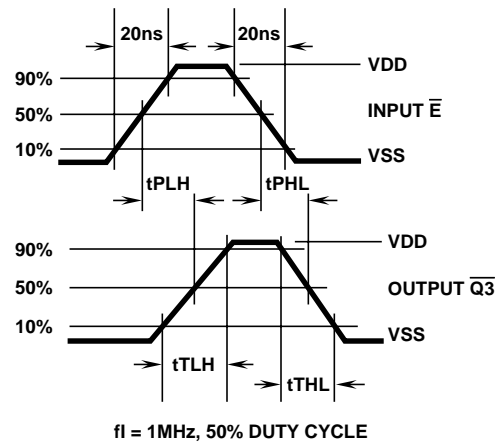 20ns 20ns
VDD
90%
50%
INPUT E̅
10%
VSS
tPLH tPHL
90%
VDD
50%
OUTPUT Q̅3̅
10%
VSS
tTLH
tTHL
fI = 1MHz, 50% DUTY CYCLE